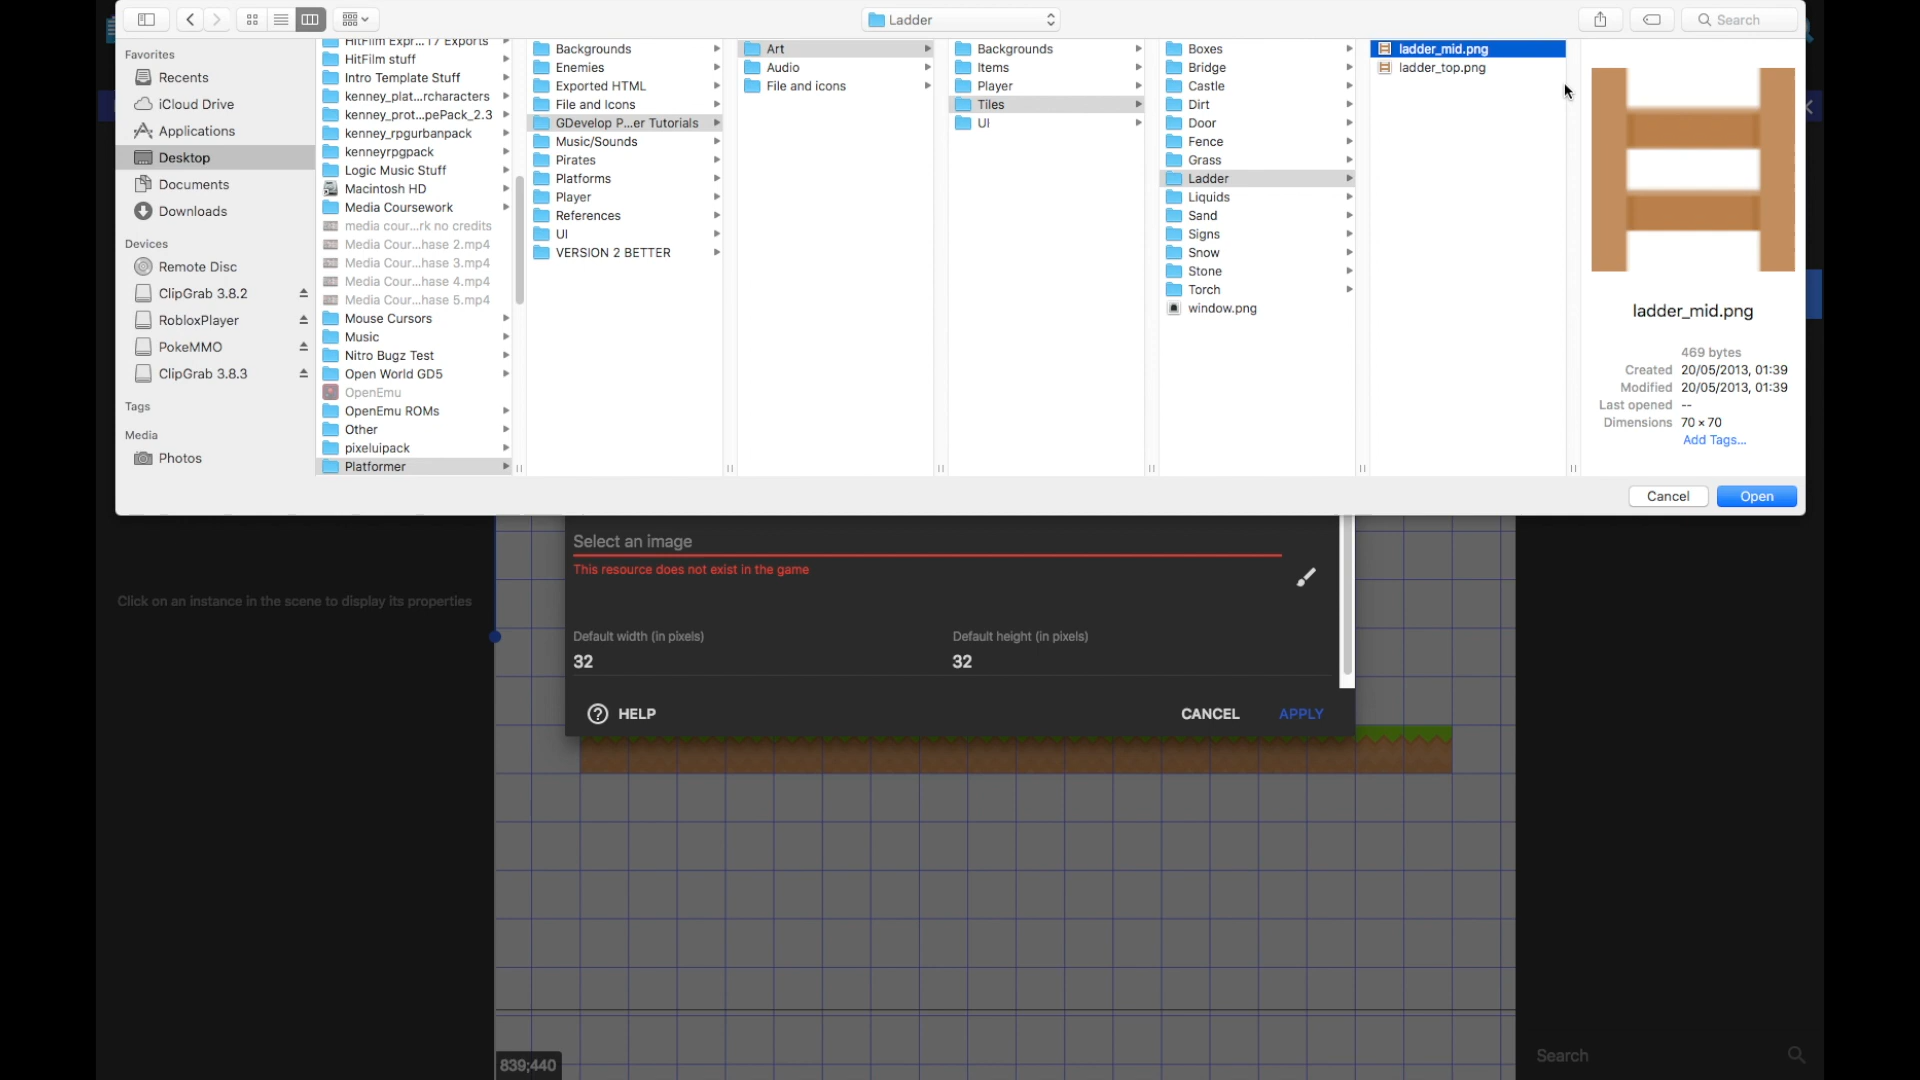 Ladder
Search
Favorites
Recents
iCloud Drive
Applications
Desktop
Documents
Downloads
Devices
Remote Disc
ClipGrab 3.8.2
RobloxPlayer
PokeMMO
ClipGrab 3.8.3
Tags
Media
Photos
HitFilm Expr...17 Exports
HitFilm stuff
Intro Template Stuff
kenney_plat...rcharacters
kenney_prot...pePack_2.3
kenney_rpgurbanpack
kenneyrpgpack
Logic Music Stuff
Macintosh HD
Media Coursework
media cour...rk no credits
Media Cour...hase 2.mp4
Media Cour...hase 3.mp4
Media Cour...hase 4.mp4
Media Cour...hase 5.mp4
Mouse Cursors
Music
Nitro Bugz Test
Open World GD5
OpenEmu
OpenEmu ROMs
Other
pixeluipack
Platformer
Backgrounds
Enemies
Exported HTML
File and Icons
GDevelop P...er Tutorials
Music/Sounds
Pirates
Platforms
Player
References
UI
VERSION 2 BETTER
Art
Audio
File and icons
Backgrounds
Items
Player
Tiles
UI
Boxes
Bridge
Castle
Dirt
Door
Fence
Grass
Ladder
Liquids
Sand
Signs
Snow
Stone
Torch
window.png
ladder_mid.png
ladder_top.png
ladder_mid.png
469 bytes
Created 20/05/2013, 01:39
Modified 20/05/2013, 01:39
Last opened --
Dimensions 70 × 70
Add Tags...
Cancel Open
Select an image
This resource does not exist in the game
Click on an instance in the scene to display its properties
Default width (in pixels) Default height (in pixels)
32 32
? HELP CANCEL APPLY
839;440
Search